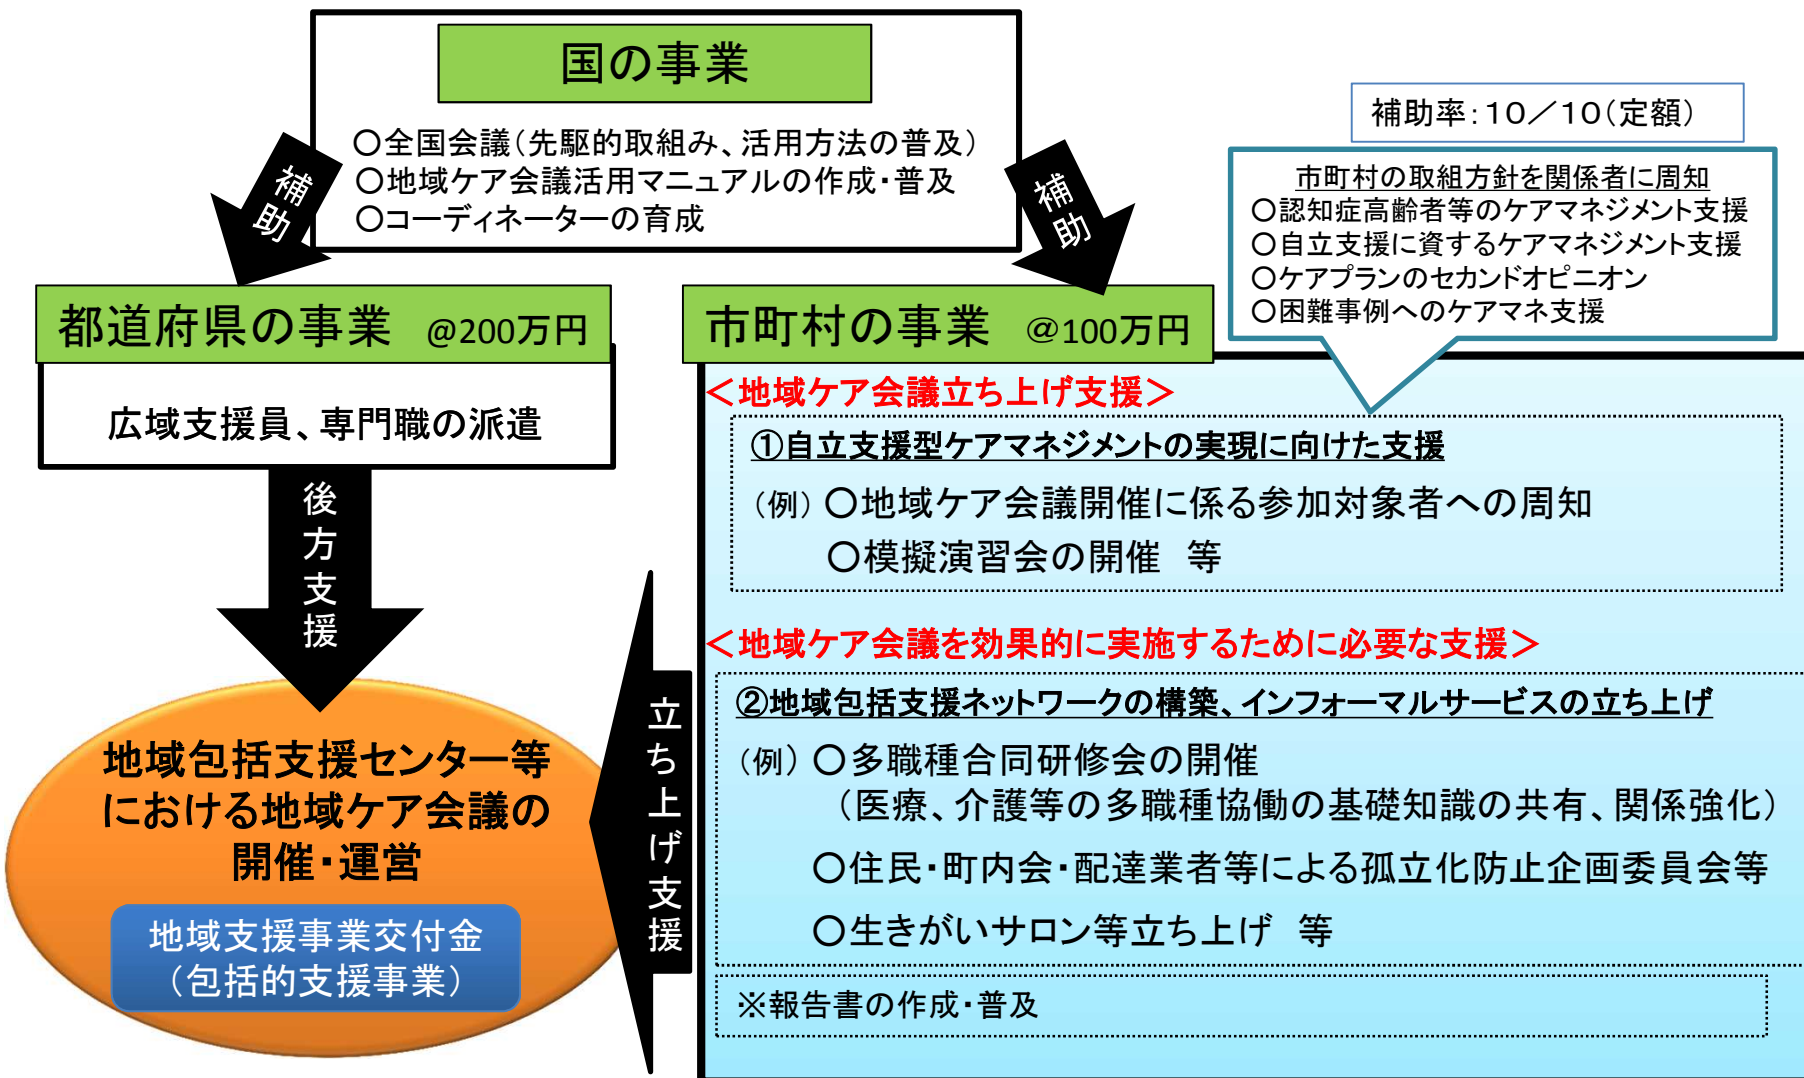 国の事業
○全国会議(先駆的取組み、活用方法の普及)
○地域ケア会議活用マニュアルの作成・普及
○コーディネーターの育成
補助
補助
補助率:10/10(定額)
市町村の取組方針を関係者に周知
○認知症高齢者等のケアマネジメント支援
○自立支援に資するケアマネジメント支援
○ケアプランのセカンドオピニオン
○困難事例へのケアマネ支援
都道府県の事業 @200万円
広域支援員、専門職の派遣
後方支援
市町村の事業 @100万円
<地域ケア会議立ち上げ支援>
①自立支援型ケアマネジメントの実現に向けた支援
(例)○地域ケア会議開催に係る参加対象者への周知
○模擬演習会の開催 等
<地域ケア会議を効果的に実施するために必要な支援>
②地域包括支援ネットワークの構築、インフォーマルサービスの立ち上げ
(例)○多職種合同研修会の開催
(医療、介護等の多職種協働の基礎知識の共有、関係強化)
○住民・町内会・配達業者等による孤立化防止企画委員会等
○生きがいサロン等立ち上げ 等
※報告書の作成・普及
立ち上げ支援
地域包括支援センター等
における地域ケア会議の
開催・運営
地域支援事業交付金
(包括的支援事業)